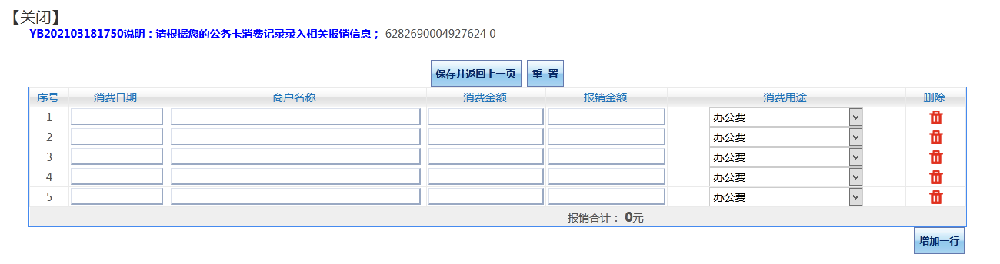 【关闭】
YB202103181750说明：请根据您的公务卡消费记录录入相关报销信息； 6282690004927624 0
保存并返回上一页 重 置
序号 消费日期 商户名称 消费金额 报销金额 消费用途 删除
1 办公费
2 办公费
3 办公费
4 办公费
5 办公费
报销合计： 0元
增加一行